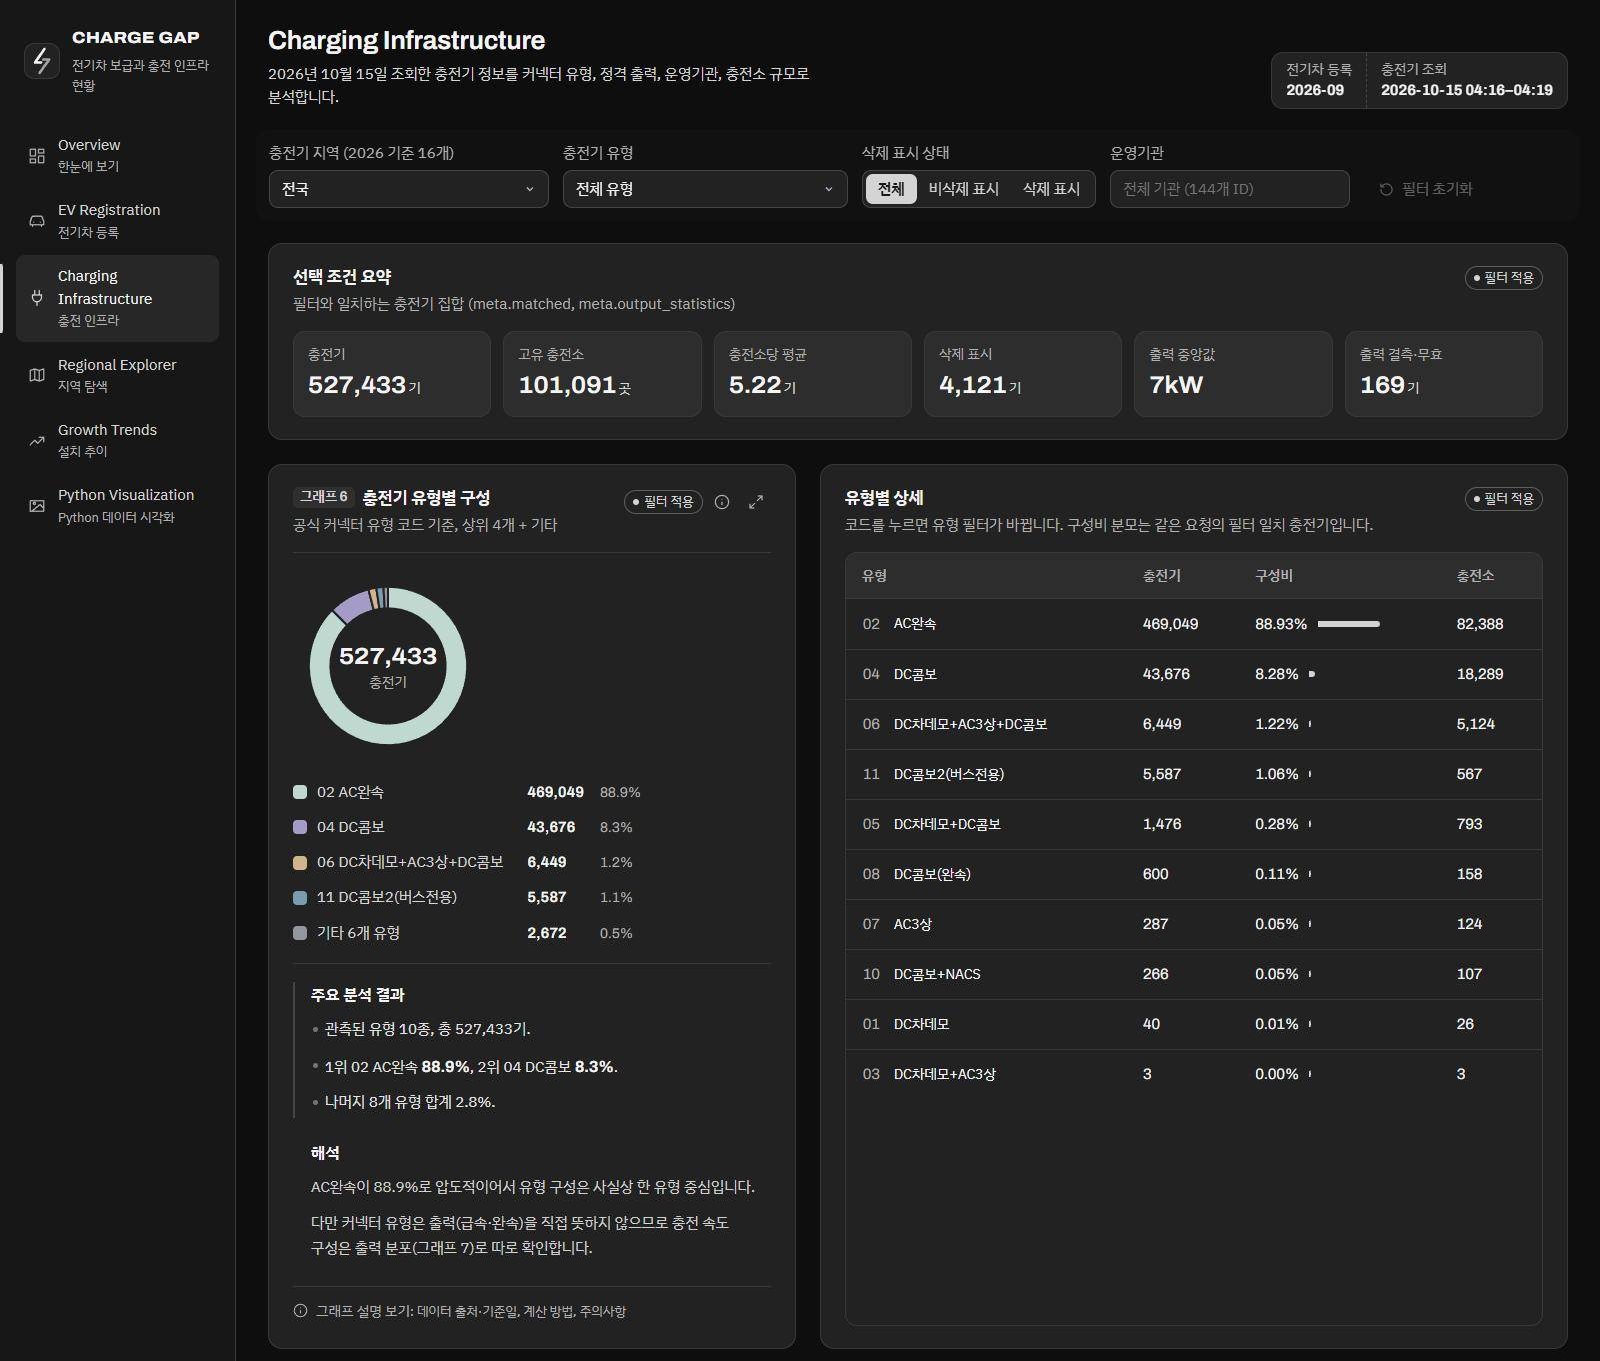 CHARGE GAP
전기차 보급과 충전 인프라
현황
Overview
한눈에 보기
EV Registration
전기차 등록
Charging
Infrastructure
충전 인프라
Regional Explorer
지역 탐색
Growth Trends
설치 추이
Python Visualization
Python 데이터 시각화
Charging Infrastructure
2026년 10월 15일 조회한 충전기 정보를 커넥터 유형, 정격 출력, 운영기관, 충전소 규모로
분석합니다.
전기차 등록
2026-09
충전기 조회
2026-10-15 04:16–04:19
충전기 지역 (2026 기준 16개)
전국
충전기 유형
전체 유형
삭제 표시 상태
전체 비삭제 표시 삭제 표시
운영기관
전체 기관 (144개 ID)
필터 초기화
선택 조건 요약
필터 적용
필터와 일치하는 충전기 집합 (meta.matched, meta.output_statistics)
충전기
527,433기
고유 충전소
101,091곳
충전소당 평균
5.22기
삭제 표시
4,121기
출력 중앙값
7kW
출력 결측·무효
169기
그래프 6 충전기 유형별 구성
필터 적용
공식 커넥터 유형 코드 기준, 상위 4개 + 기타
527,433
충전기
02 AC완속 469,049 88.9%
04 DC콤보 43,676 8.3%
06 DC차데모+AC3상+DC콤보 6,449 1.2%
11 DC콤보2(버스전용) 5,587 1.1%
기타 6개 유형 2,672 0.5%
주요 분석 결과
관측된 유형 10종, 총 527,433기.
1위 02 AC완속 88.9%, 2위 04 DC콤보 8.3%.
나머지 8개 유형 합계 2.8%.
해석
AC완속이 88.9%로 압도적이어서 유형 구성은 사실상 한 유형 중심입니다.
다만 커넥터 유형은 출력(급속·완속)을 직접 뜻하지 않으므로 충전 속도
구성은 출력 분포(그래프 7)로 따로 확인합니다.
그래프 설명 보기: 데이터 출처·기준일, 계산 방법, 주의사항
유형별 상세
필터 적용
코드를 누르면 유형 필터가 바뀝니다. 구성비 분모는 같은 요청의 필터 일치 충전기입니다.
유형 충전기 구성비 충전소
02 AC완속 469,049 88.93% 82,388
04 DC콤보 43,676 8.28% 18,289
06 DC차데모+AC3상+DC콤보 6,449 1.22% 5,124
11 DC콤보2(버스전용) 5,587 1.06% 567
05 DC차데모+DC콤보 1,476 0.28% 793
08 DC콤보(완속) 600 0.11% 158
07 AC3상 287 0.05% 124
10 DC콤보+NACS 266 0.05% 107
01 DC차데모 40 0.01% 26
03 DC차데모+AC3상 3 0.00% 3